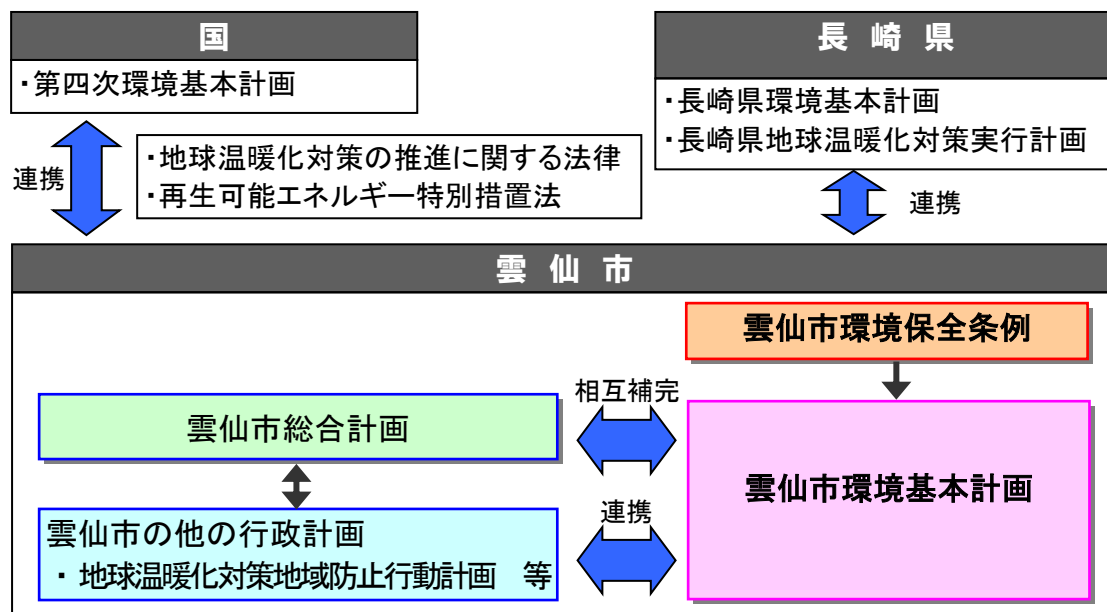 国
・第四次環境基本計画
長崎県
・長崎県環境基本計画
・長崎県地球温暖化対策実行計画
連携
・地球温暖化対策の推進に関する法律
・再生可能エネルギー特別措置法
連携
雲仙市
雲仙市環境保全条例
相互補完
雲仙市総合計画
雲仙市環境基本計画
連携
雲仙市の他の行政計画
・地球温暖化対策地域防止行動計画　等